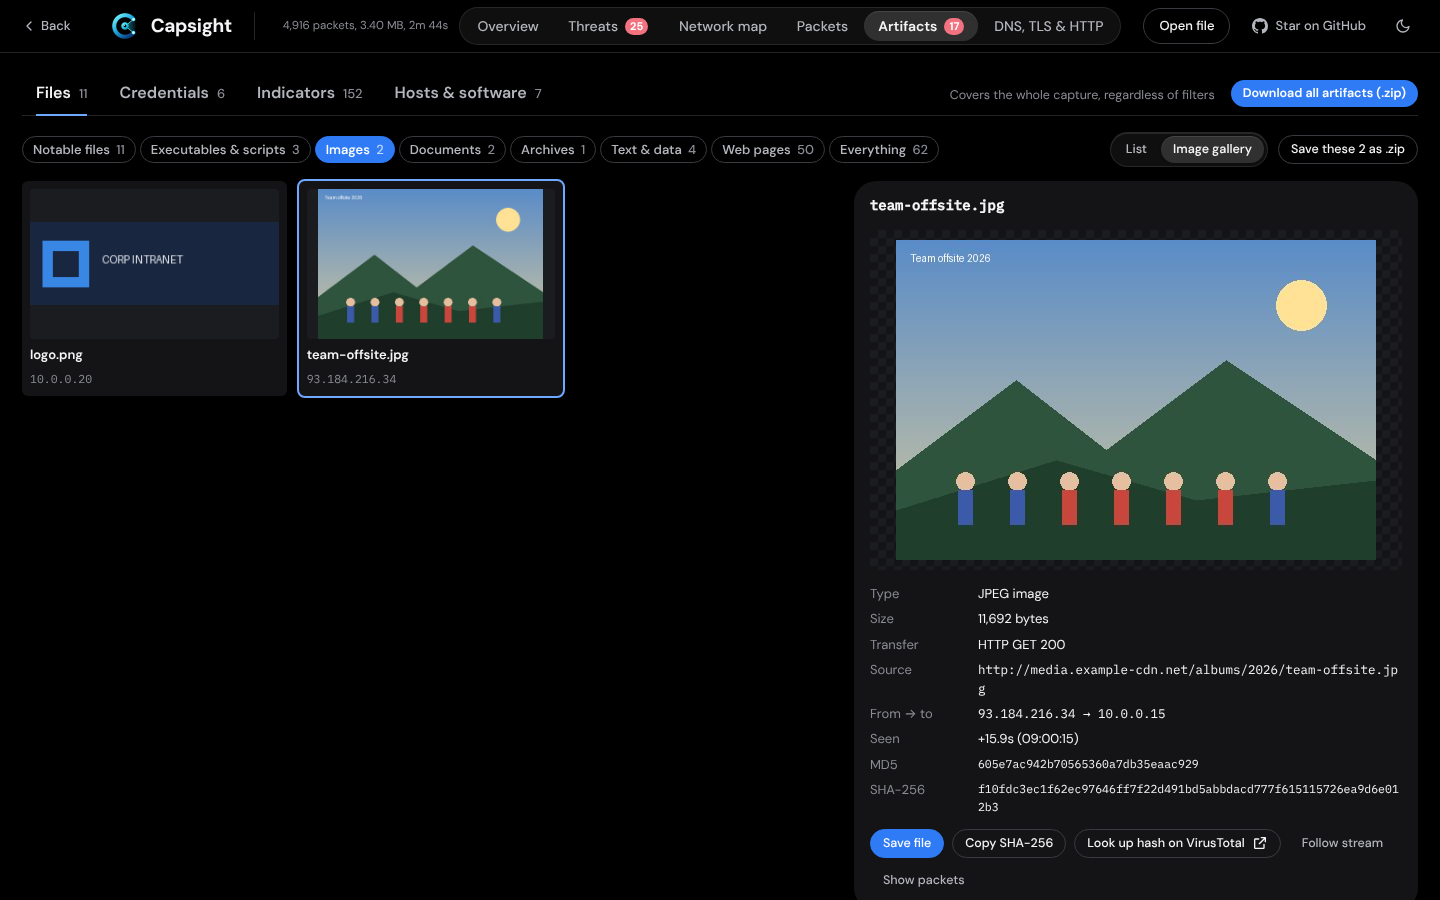 Back
Capsight
4,916 packets, 3.40 MB, 2m 44s
Overview
Threats 25
Network map
Packets
Artifacts 17
DNS, TLS & HTTP
Open file
Star on GitHub
Files 11
Credentials 6
Indicators 152
Hosts & software 7
Covers the whole capture, regardless of filters
Download all artifacts (.zip)
Notable files 11
Executables & scripts 3
Images 2
Documents 2
Archives 1
Text & data 4
Web pages 50
Everything 62
List
Image gallery
Save these 2 as .zip
CORP INTRANET
logo.png
10.0.0.20
Team offsite 2026
team-offsite.jpg
93.184.216.34
team-offsite.jpg
Team offsite 2026
Type JPEG image
Size 11,692 bytes
Transfer HTTP GET 200
Source http://media.example-cdn.net/albums/2026/team-offsite.jp
g
From → to 93.184.216.34 → 10.0.0.15
Seen +15.9s (09:00:15)
MD5 605e7ac942b70565360a7db35eaac929
SHA-256 f10fdc3ec1f62ec97646ff7f22d491bd5abbdacd777f615115726ea9d6e01
2b3
Save file
Copy SHA-256
Look up hash on VirusTotal
Follow stream
Show packets